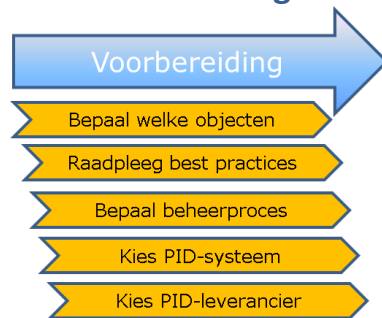 Voorbereiding
Bepaal welke objecten
Raadpleeg best practices
Bepaal beheerproces
Kies PID-systeem
Kies PID-leverancier